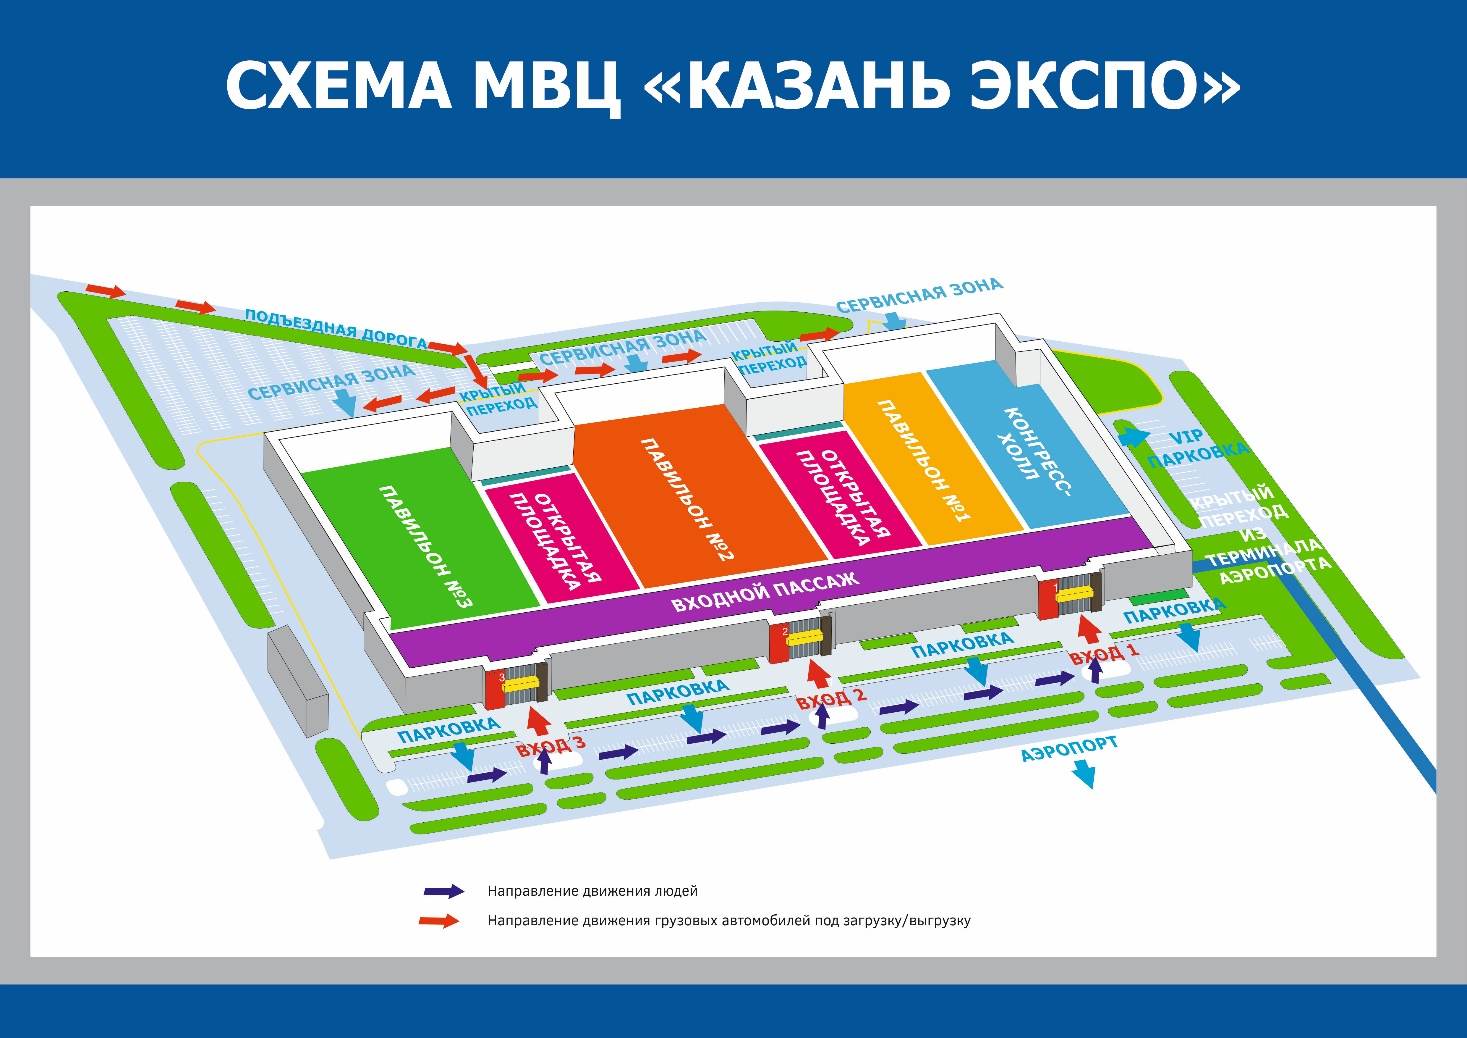 СХЕМА МВЦ «КАЗАНЬ ЭКСПО»
СЕРВИСНАЯ ЗОНА
ПОДЪЕЗДНАЯ ДОРОГА
СЕРВИСНАЯ ЗОНА
КРЫТЫЙ
ПЕРЕХОД
СЕРВИСНАЯ ЗОНА
КРЫТЫЙ
ПЕРЕХОД
ПАВИЛЬОН №3
ОТКРЫТАЯ
ПЛОЩАДКА
ПАВИЛЬОН №2
ОТКРЫТАЯ
ПЛОЩАДКА
ПАВИЛЬОН №1
КОНГРЕСС-
ХОЛЛ
VIP
ПАРКОВКА
КРЫТЫЙ
ПЕРЕХОД
ИЗ
ТЕРМИНАЛА
АЭРОПОРТА
ВХОДНОЙ ПАССАЖ
1
2
3
ПАРКОВКА
ВХОД 1
ПАРКОВКА
ВХОД 2
ПАРКОВКА
ВХОД 3
ПАРКОВКА
АЭРОПОРТ
Направление движения людей
Направление движения грузовых автомобилей под загрузку/выгрузку